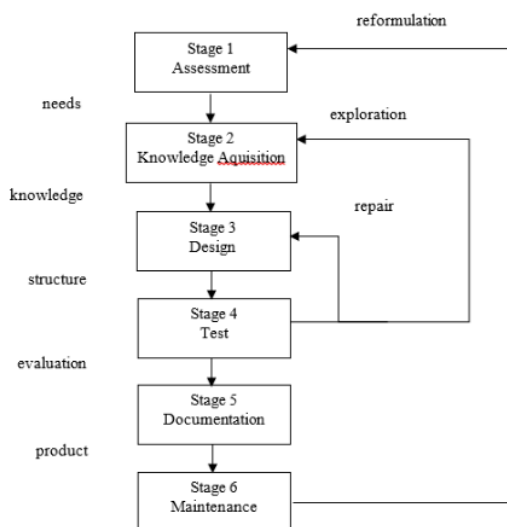 reformulation
Stage 1
Assessment
needs
exploration
Stage 2
Knowledge Aquisition
knowledge
repair
Stage 3
Design
structure
Stage 4
Test
evaluation
Stage 5
Documentation
product
Stage 6
Maintenance